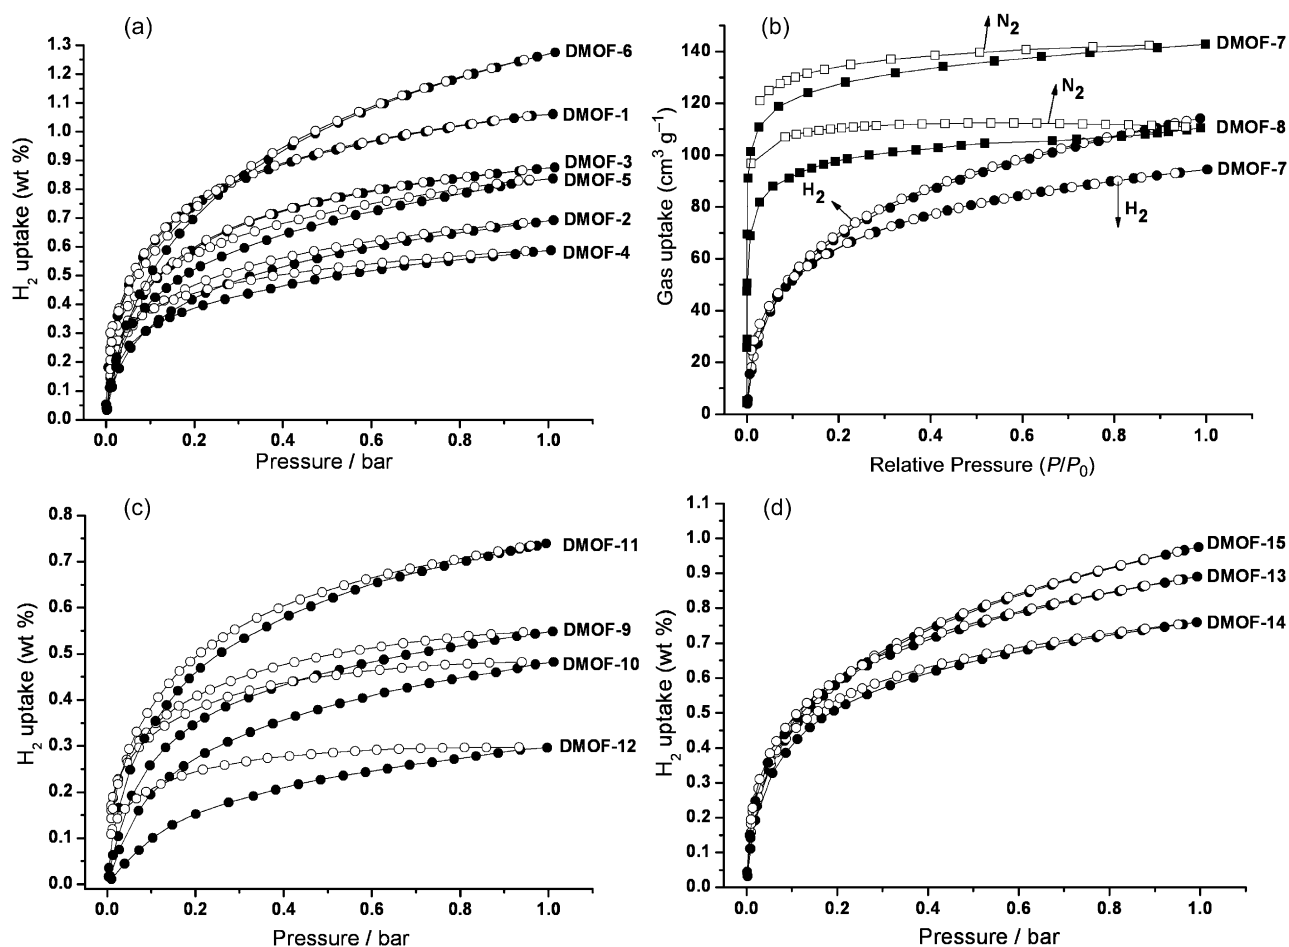 (a)
1.3
1.2
1.1
1.0
0.9
0.8
0.7
0.6
0.5
0.4
0.3
0.2
0.1
0.0
H2 uptake (wt %)
DMOF-6
DMOF-1
DMOF-3
DMOF-5
DMOF-2
DMOF-4
0.0 0.2 0.4 0.6 0.8 1.0
Pressure / bar
(b)
140
120
100
80
60
40
20
0
Gas uptake (cm³ g⁻¹)
N₂
DMOF-7
N₂
DMOF-8
DMOF-7
H₂
H₂
0.0 0.2 0.4 0.6 0.8 1.0
Relative Pressure (P/P₀)
(c)
0.8
0.7
0.6
0.5
0.4
0.3
0.2
0.1
0.0
H₂ uptake (wt %)
DMOF-11
DMOF-9
DMOF-10
DMOF-12
0.0 0.2 0.4 0.6 0.8 1.0
Pressure / bar
(d)
1.1
1.0
0.9
0.8
0.7
0.6
0.5
0.4
0.3
0.2
0.1
0.0
H₂ uptake (wt %)
DMOF-15
DMOF-13
DMOF-14
0.0 0.2 0.4 0.6 0.8 1.0
Pressure / bar